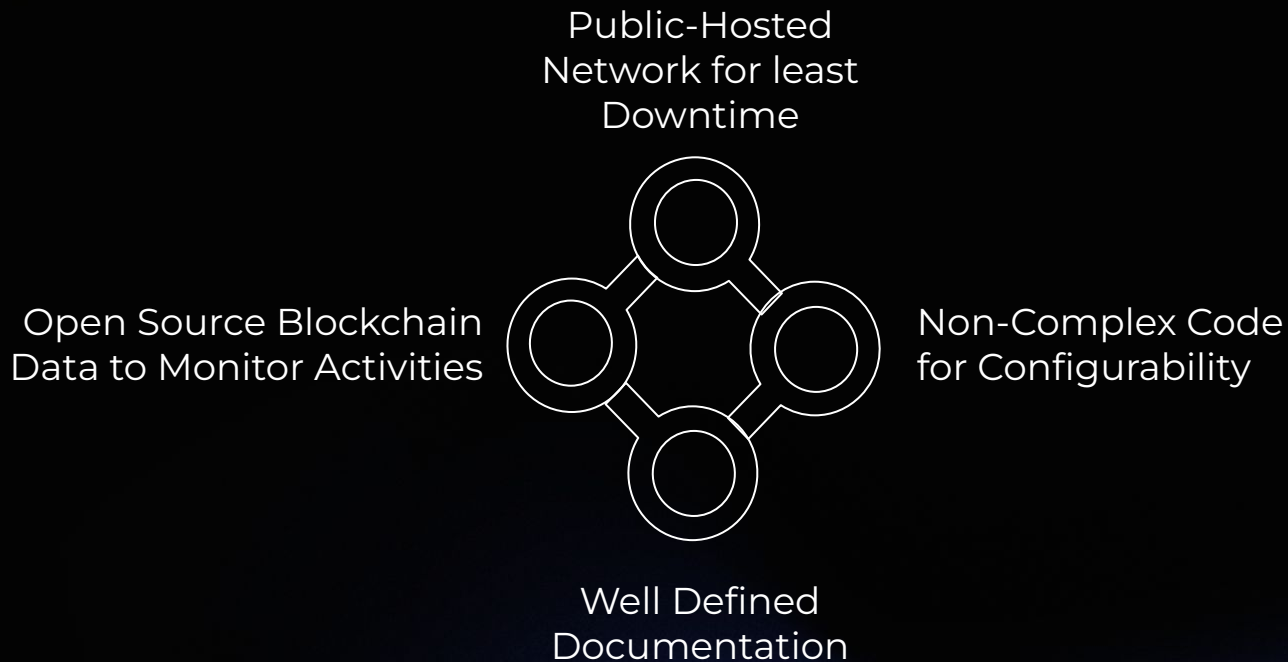 Public-Hosted
Network for least
Downtime
Open Source Blockchain
Data to Monitor Activities
Non-Complex Code
for Configurability
Well Defined
Documentation